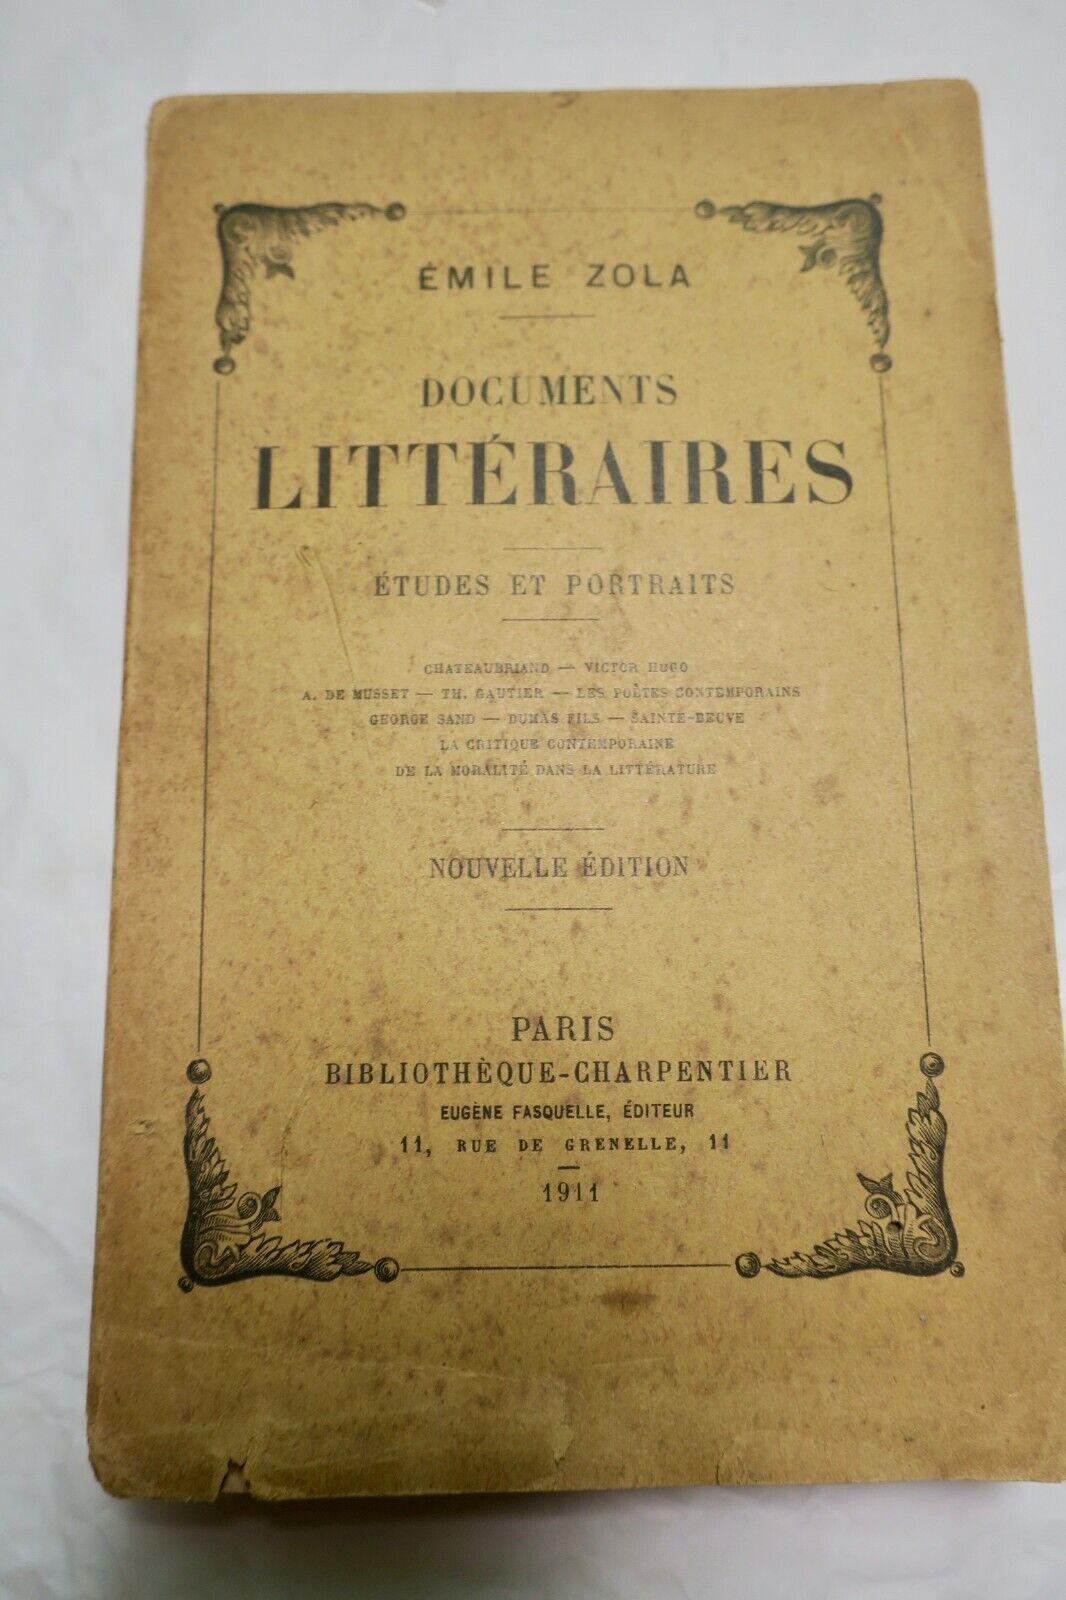 ÉMILE ZOLA
DOCUMENTS
LITTÉRAIRES
ÉTUDES ET PORTRAITS
CHATEAUBRIAND — VICTOR HUGO
A. DE MUSSET — TH. GAUTIER — LES POÈTES CONTEMPORAINS
GEORGE SAND — DUMAS FILS — SAINTE-BEUVE
LA CRITIQUE CONTEMPORAINE
DE LA MORALITÉ DANS LA LITTÉRATURE
NOUVELLE ÉDITION
PARIS
BIBLIOTHÈQUE-CHARPENTIER
EUGÈNE FASQUELLE, ÉDITEUR
11, RUE DE GRENELLE, 11
1911